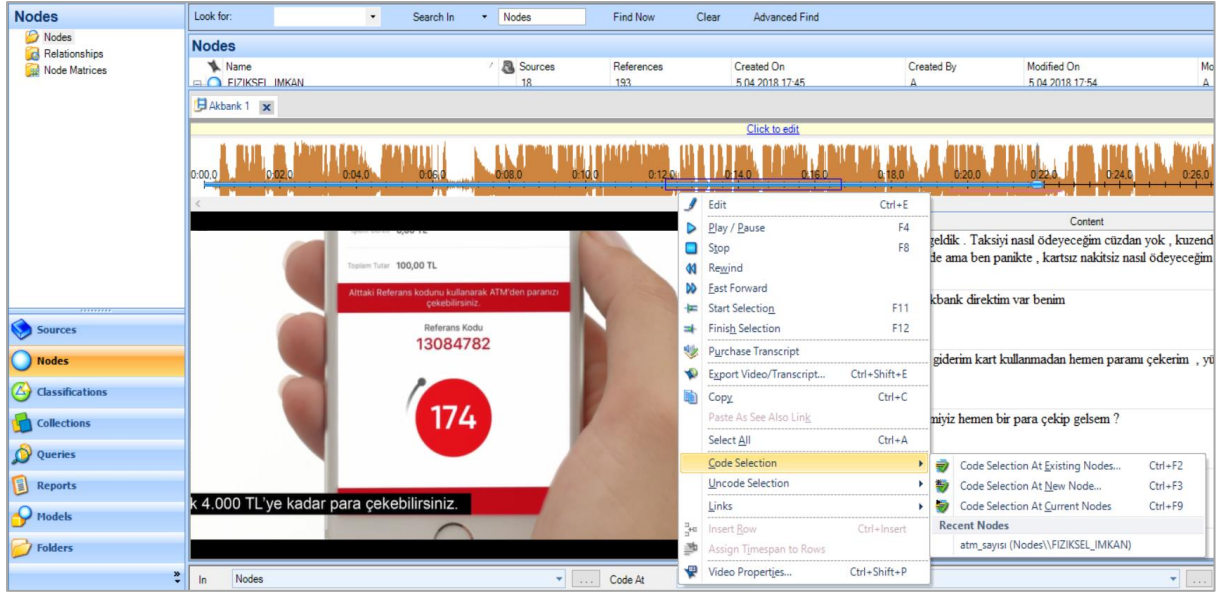 Nodes
Nodes
Relationships
Node Matrices
Sources
Nodes
Classifications
Collections
Queries
Reports
Models
Folders
Look for: Search In Nodes Find Now Clear Advanced Find
Nodes
Name Sources References Created On Created By Modified On Mo
FIZIKSEL_IMKAN 18 193 5.04.2018 17:45 A 5.04.2018 17:54 A
Akbank 1
Click to edit
0:00,0 0:02,0 0:04,0 0:06,0 0:08,0 0:10,0 0:12,0 0:14,0 0:16,0 0:18,0 0:20,0 0:22,0 0:24,0 0:26,0
Toplam Tutar 100,00 TL
Alttaki Referans kodunu kullanarak ATM'den paranızı
çekebilirsiniz.
Referans Kodu
13084782
174
k 4.000 TL'ye kadar para çekebilirsiniz.
Edit Ctrl+E
Play / Pause F4
Stop F8
Rewind
Fast Forward
Start Selection F11
Finish Selection F12
Purchase Transcript
Export Video/Transcript... Ctrl+Shift+E
Copy Ctrl+C
Paste As See Also Link
Select All Ctrl+A
Code Selection
Uncode Selection
Links
Insert Row Ctrl+Insert
Assign Timespan to Rows
Video Properties... Ctrl+Shift+P
Content
geldik . Taksiyi nasıl ödeyeceğim cüzdan yok , kuzend
de ama ben panikte , kartsız nakitsiz nasıl ödeyeceğim
kbank direktim var benim
giderim kart kullanmadan hemen paramı çekerim , yü
miyiz hemen bir para çekip gelsem ?
Code Selection At Existing Nodes... Ctrl+F2
Code Selection At New Node... Ctrl+F3
Code Selection At Current Nodes Ctrl+F9
Recent Nodes
atm_sayısı (Nodes\\FIZIKSEL_IMKAN)
In Nodes ... Code At ...